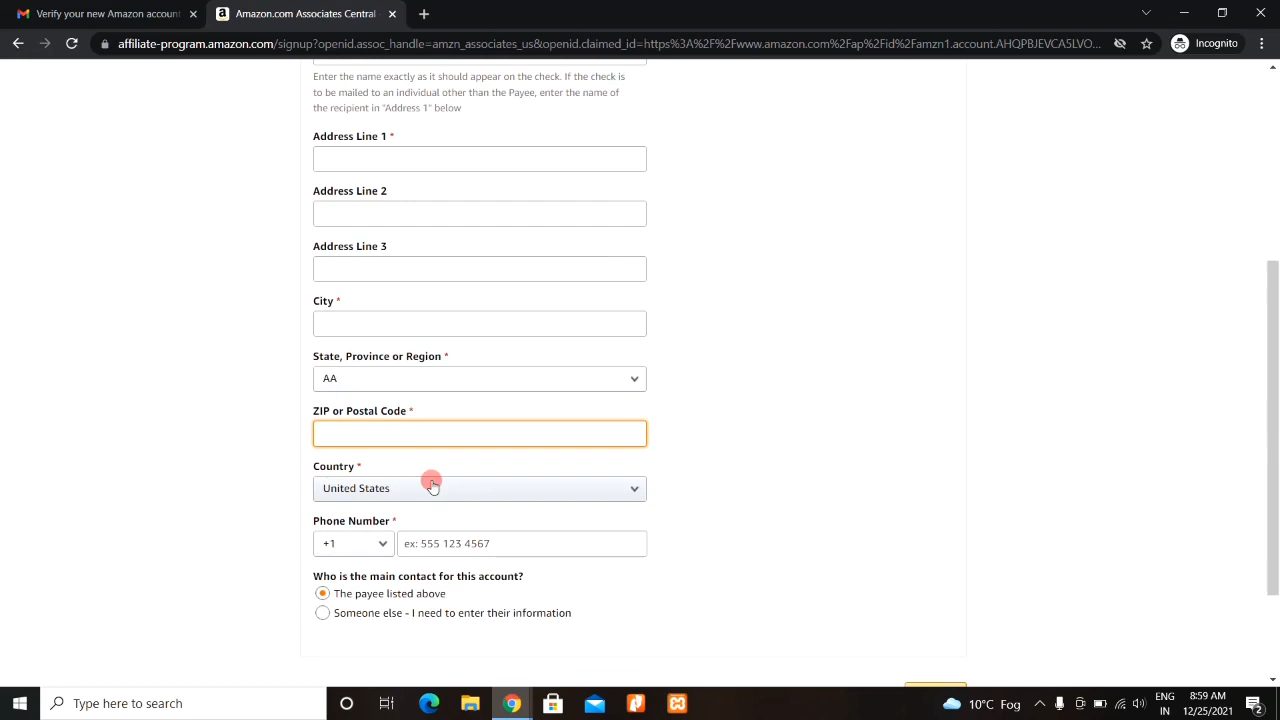 Verify your new Amazon account
Amazon.com Associates Central
affiliate-program.amazon.com/signup?openid.assoc_handle=amzn_associates_us&openid.claimed_id=https%3A%2F%2Fwww.amazon.com%2Fap%2Fid%2Famzn1.account.AHQPBJEVCA5LVO...
Incognito
Enter the name exactly as it should appear on the check. If the check is
to be mailed to an individual other than the Payee, enter the name of
the recipient in "Address 1" below
Address Line 1 *
Address Line 2
Address Line 3
City *
State, Province or Region *
AA
ZIP or Postal Code *
Country *
United States
Phone Number *
+1 ex: 555 123 4567
Who is the main contact for this account?
The payee listed above
Someone else - I need to enter their information
Type here to search
10°C Fog
ENG
IN
8:59 AM
12/25/2021
2